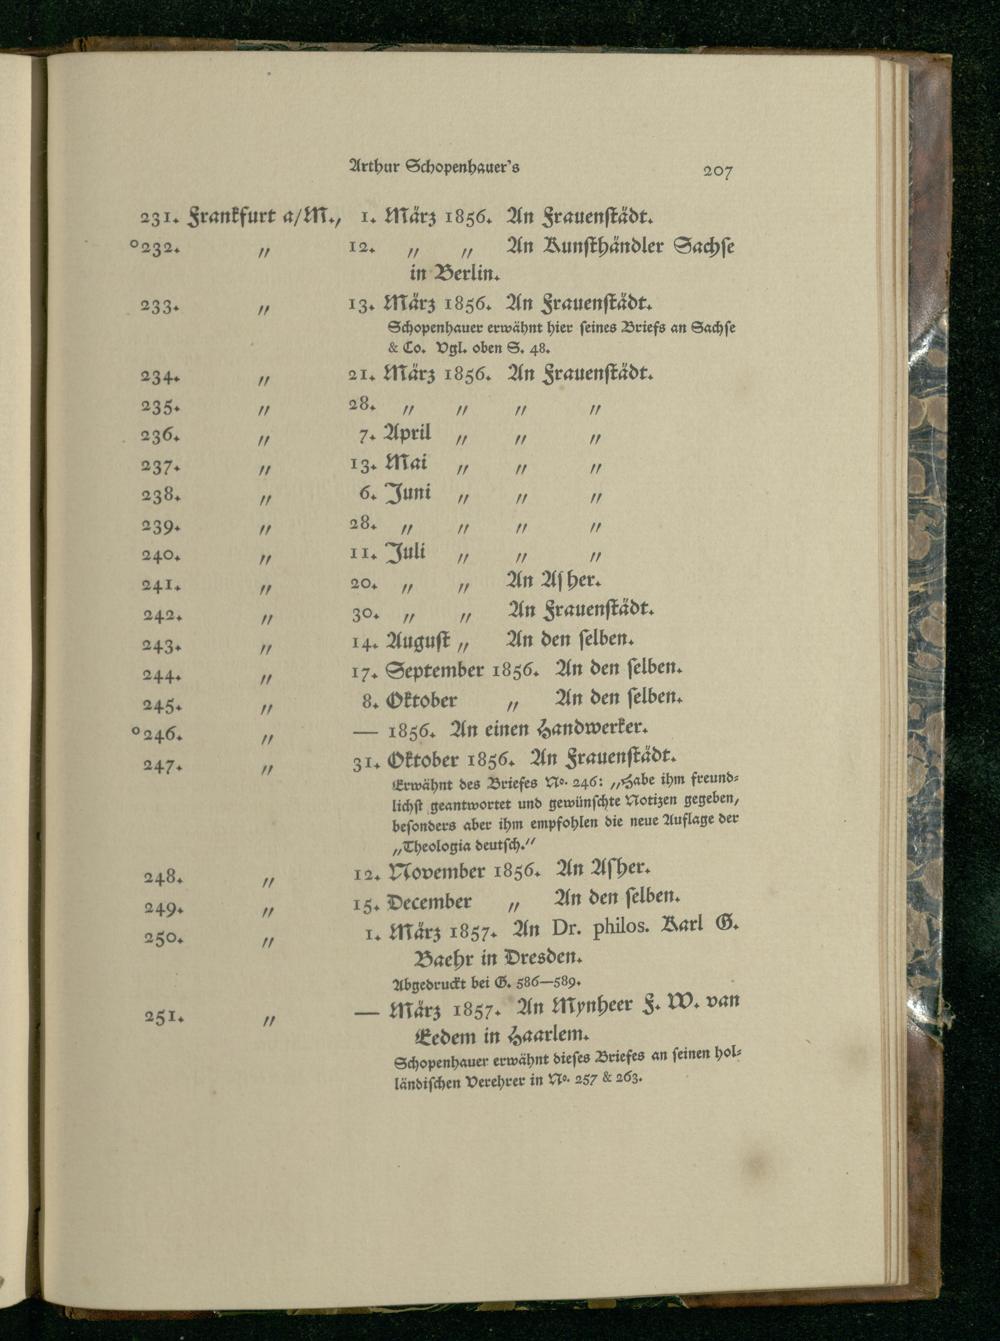 Arthur Schopenhauer's 207
231. Frankfurt a/M., 1. März 1856. An Frauenstädt.
°232. „ 12. „ „ An Kunsthändler Sachse
in Berlin.
233. „ 13. März 1856. An Frauenstädt.
Schopenhauer erwähnt hier seines Briefs an Sachse
& Co. Vgl. oben S. 48.
234. „ 21. März 1856. An Frauenstädt.
235. „ 28. „ „ „ „
236. „ 7. April „ „ „
237. „ 13. Mai „ „ „
238. „ 6. Juni „ „ „
239. „ 28. „ „ „ „
240. „ 11. Juli „ „ „
241. „ 20. „ „ An Asher.
242. „ 30. „ „ An Frauenstädt.
243. „ 14. August „ An den selben.
244. „ 17. September 1856. An den selben.
245. „ 8. Oktober „ An den selben.
°246. „ — 1856. An einen Handwerker.
247. „ 31. Oktober 1856. An Frauenstädt.
Erwähnt des Briefes No. 246: „Habe ihm freund-
lichst geantwortet und gewünschte Notizen gegeben,
besonders aber ihm empfohlen die neue Auflage der
„Theologia deutsch.“
248. „ 12. November 1856. An Asher.
249. „ 15. December „ An den selben.
250. „ 1. März 1857. An Dr. philos. Karl G.
Baehr in Dresden.
Abgedruckt bei G. 586—589.
251. „ — März 1857. An Mynheer F. W. van
Eedem in Haarlem.
Schopenhauer erwähnt dieses Briefes an seinen hol-
ländischen Verehrer in No. 257 & 263.